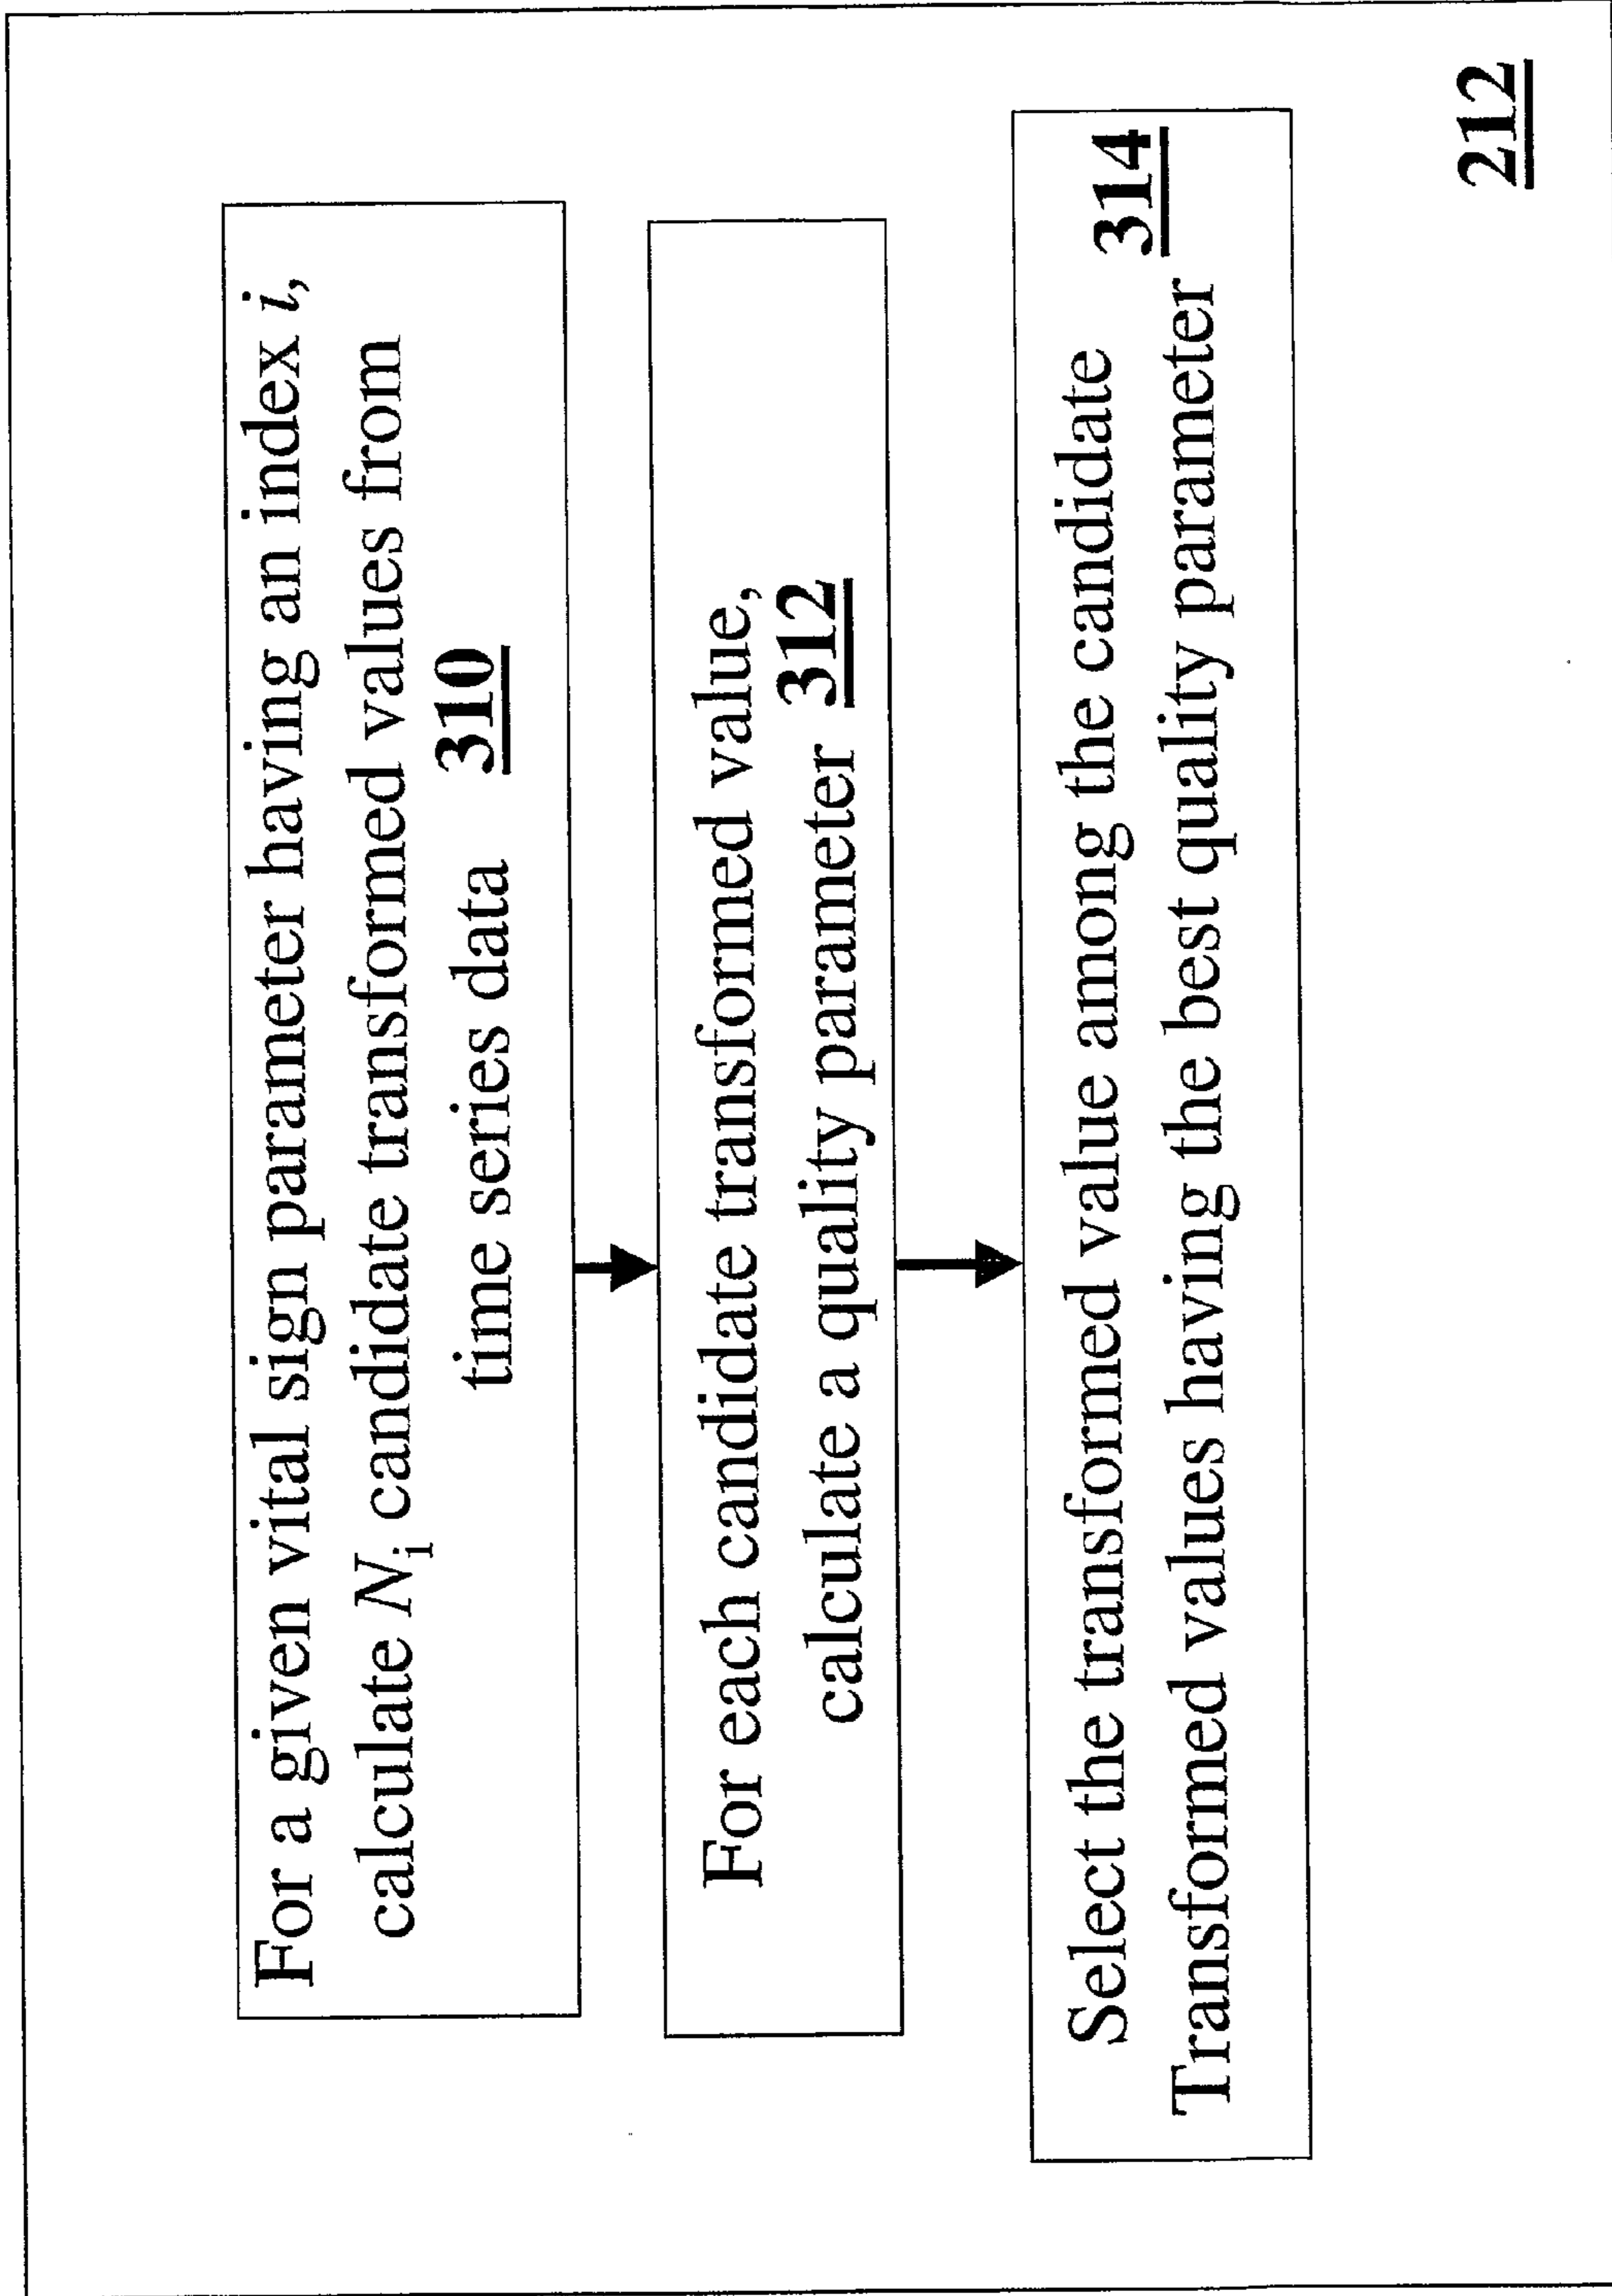 For a given vital sign parameter having an index i,
calculate Nᵢ candidate transformed values from
time series data 310
For each candidate transformed value,
calculate a quality parameter 312
Select the transformed value among the candidate 314
Transformed values having the best quality parameter
212